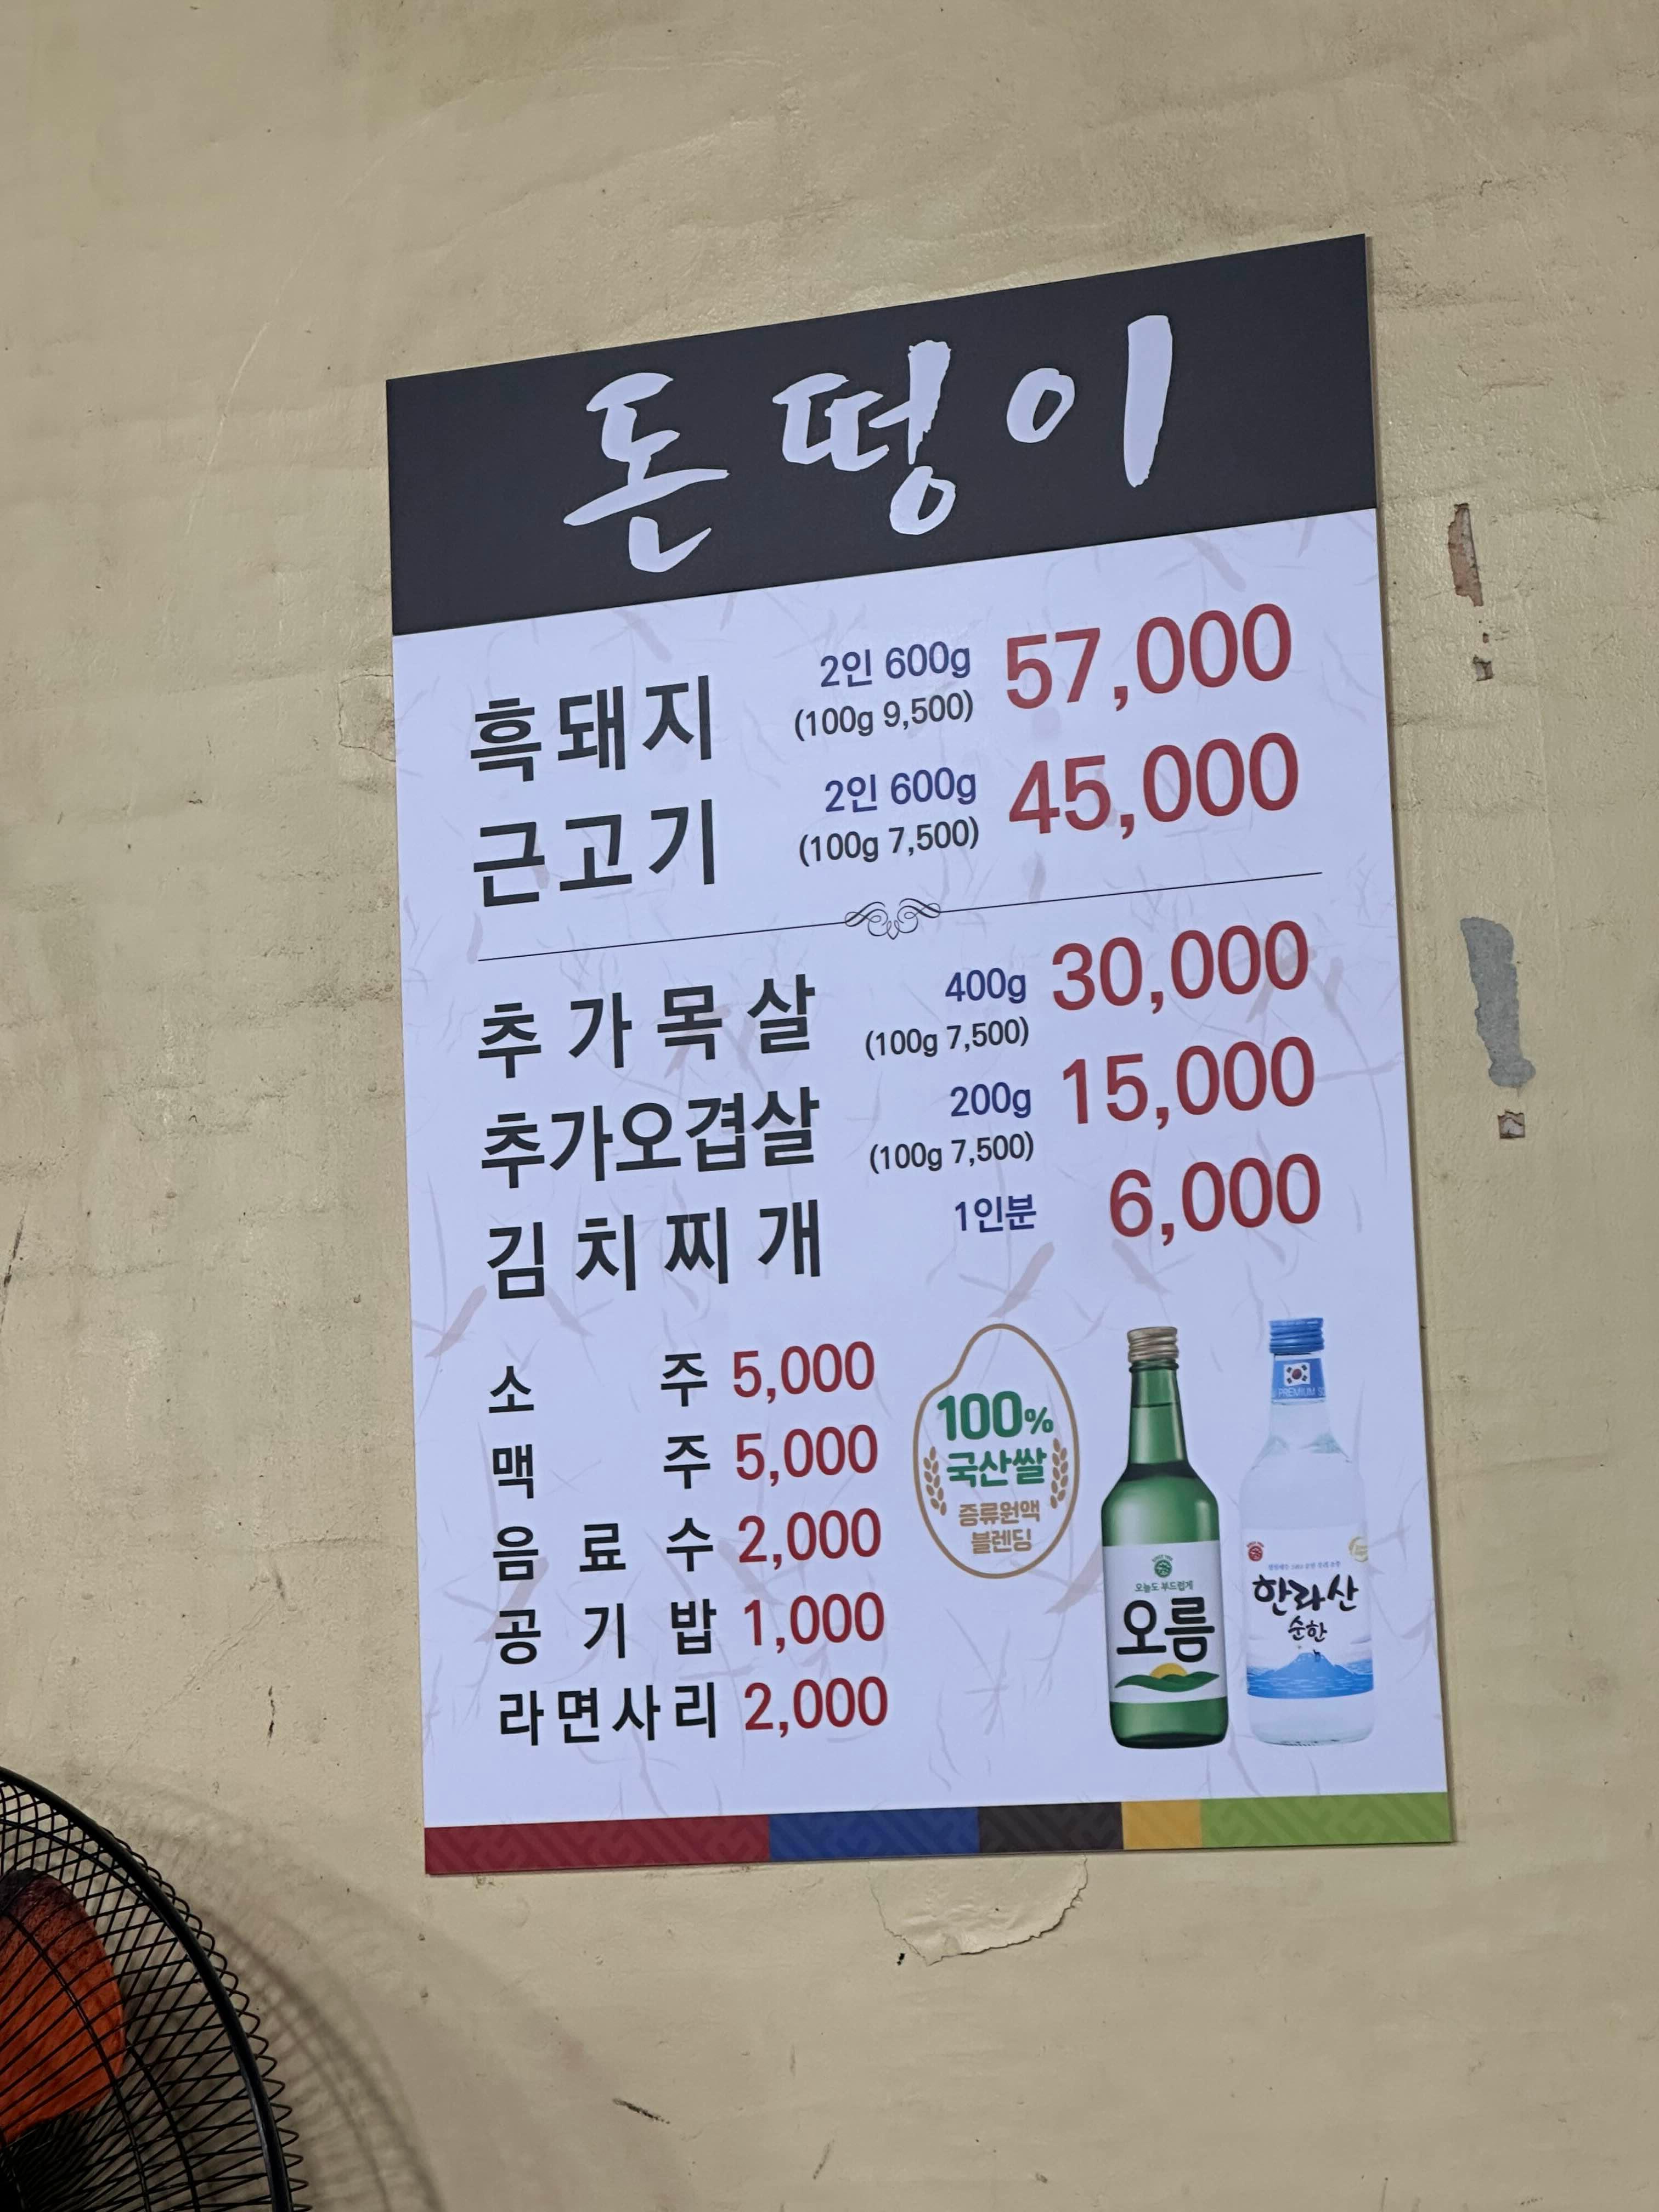 돈떵이
흑돼지 2인 600g 57,000
(100g 9,500)
근고기 2인 600g 45,000
(100g 7,500)
추가목살 400g 30,000
(100g 7,500)
추가오겹살 200g 15,000
(100g 7,500)
김치찌개 1인분 6,000
소주 5,000
맥주 5,000
음료수 2,000
공기밥 1,000
라면사리 2,000
100%
국산쌀
증류원액
블렌딩
오늘도 부드럽게
오름
PREMIUM
한라산
순한